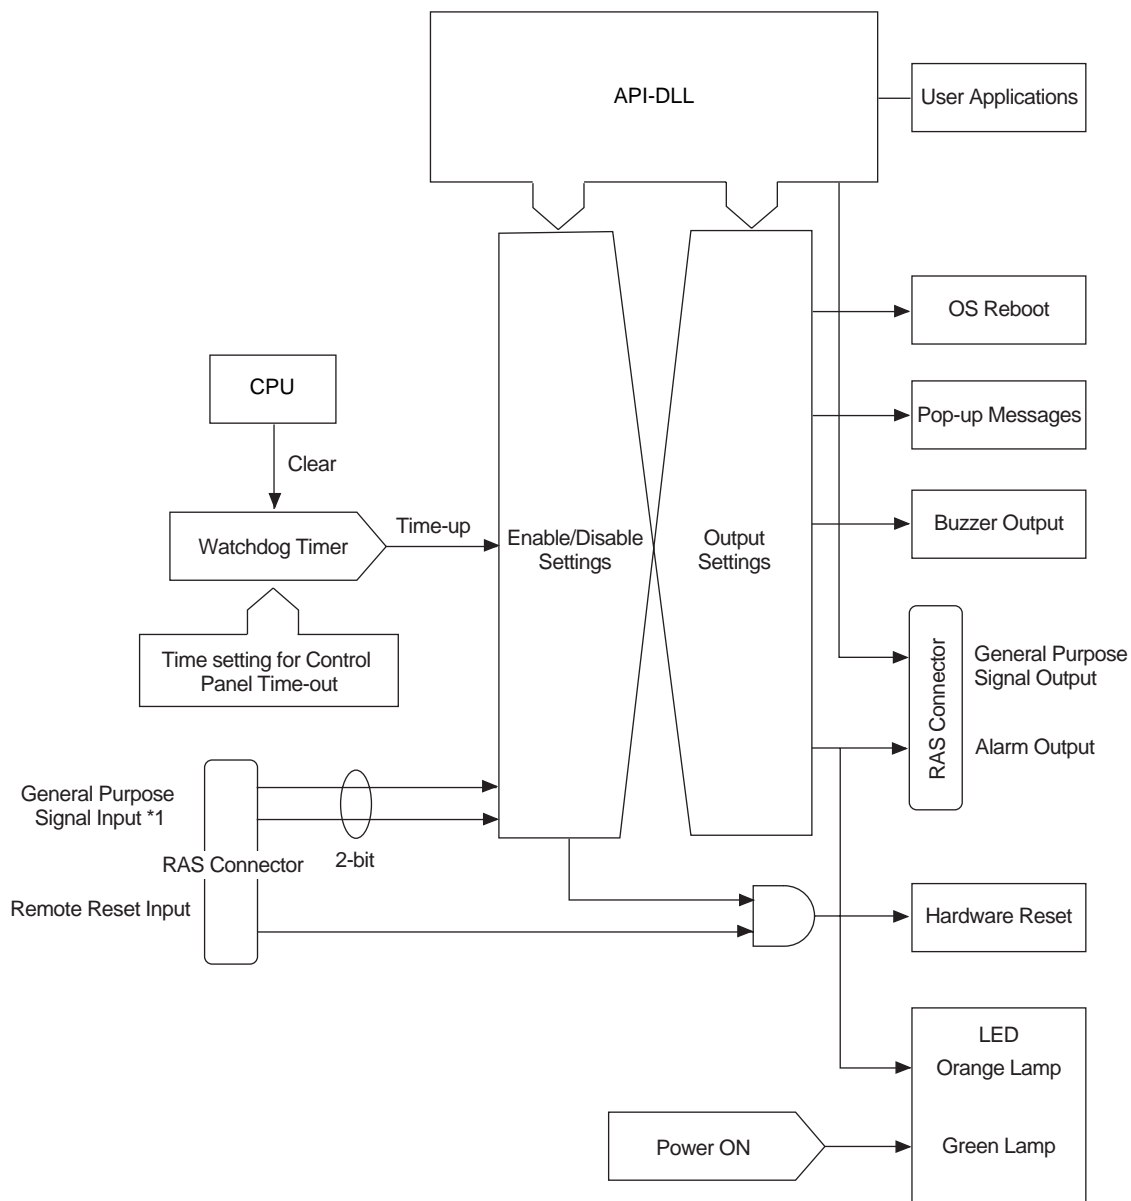 API-DLL
User Applications
OS Reboot
CPU
Pop-up Messages
Clear
Watchdog Timer
Time-up
Enable/Disable
Settings
Output
Settings
Buzzer Output
Time setting for Control
Panel Time-out
RAS Connector
General Purpose
Signal Output
Alarm Output
General Purpose
Signal Input *1
2-bit
RAS Connector
Remote Reset Input
Hardware Reset
LED
Orange Lamp
Power ON
Green Lamp